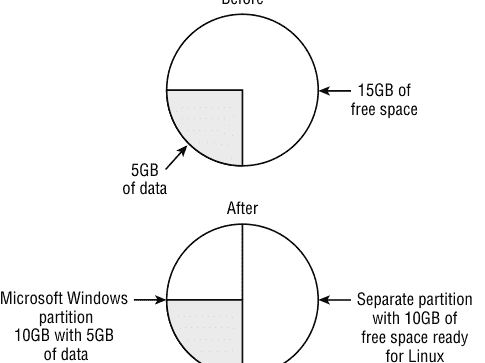 Before
15GB of
free space
5GB
of data
After
Microsoft Windows
partition
10GB with 5GB
of data
Separate partition
with 10GB of
free space ready
for Linux